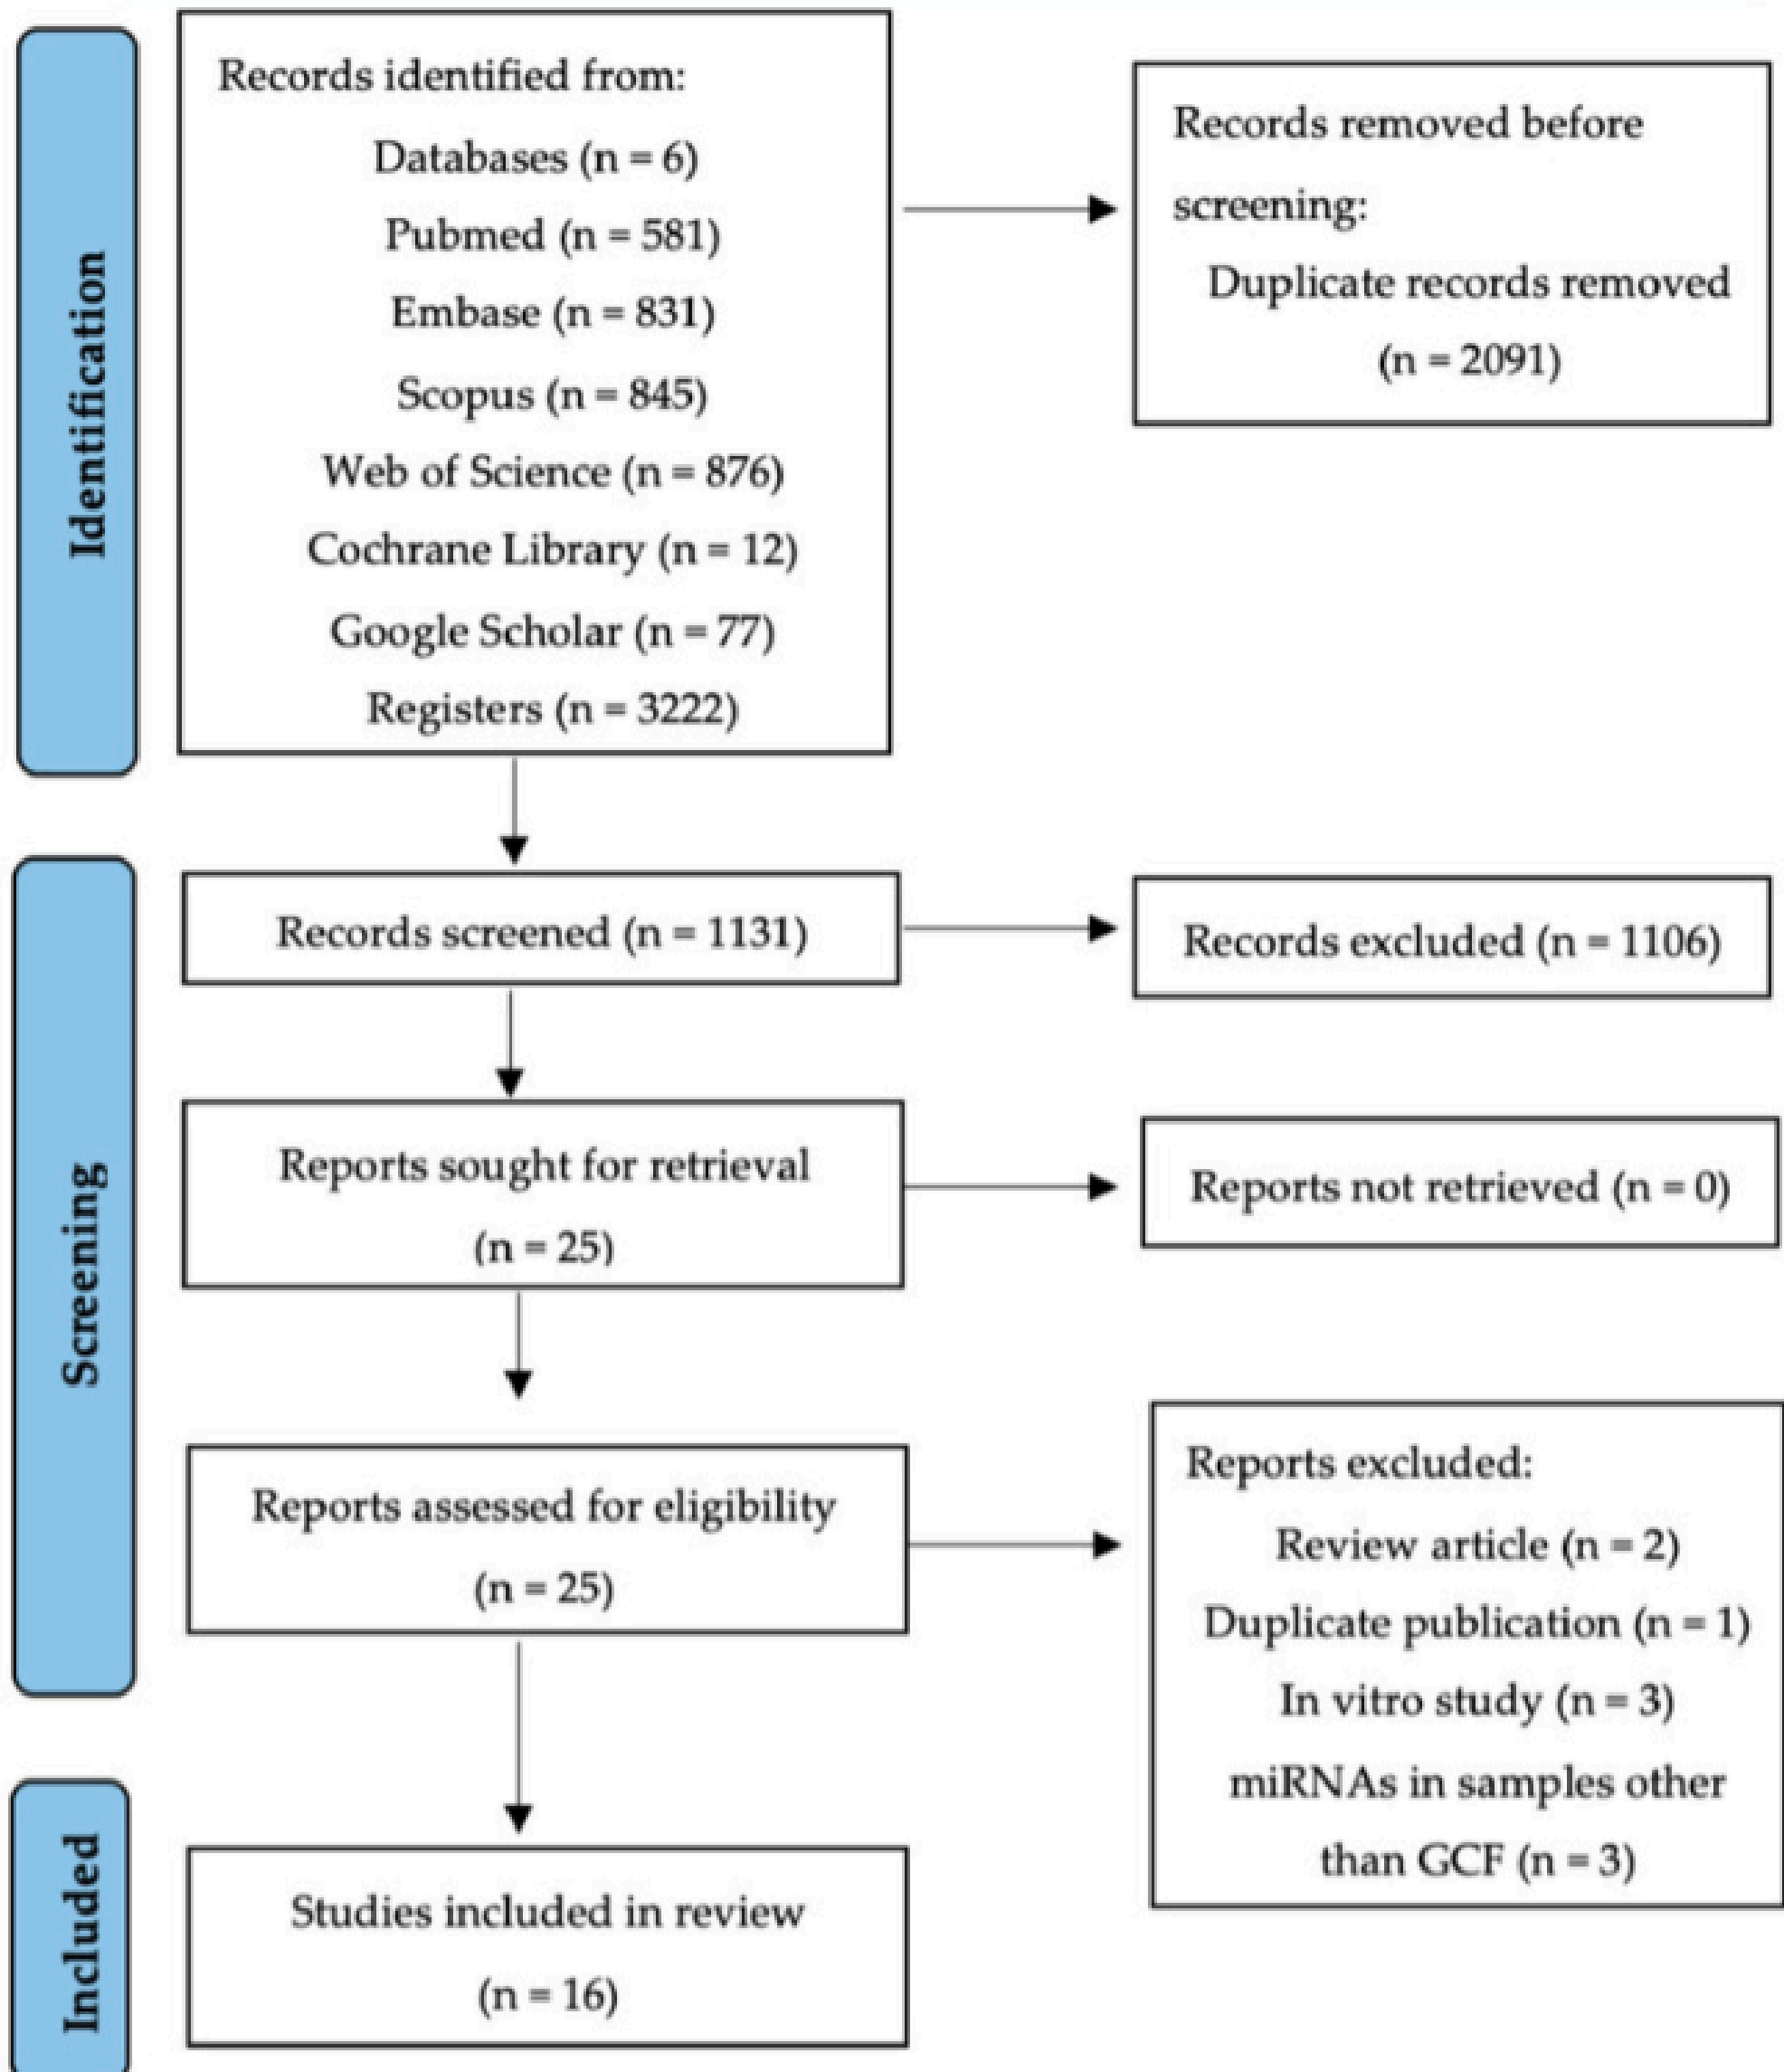 Identification
Records identified from:
Databases (n = 6)
Pubmed (n = 581)
Embase (n = 831)
Scopus (n = 845)
Web of Science (n = 876)
Cochrane Library (n = 12)
Google Scholar (n = 77)
Registers (n = 3222)
Records removed before
screening:
Duplicate records removed
(n = 2091)
Screening
Records screened (n = 1131)
Records excluded (n = 1106)
Reports sought for retrieval
(n = 25)
Reports not retrieved (n = 0)
Reports assessed for eligibility
(n = 25)
Reports excluded:
Review article (n = 2)
Duplicate publication (n = 1)
In vitro study (n = 3)
miRNAs in samples other
than GCF (n = 3)
Included
Studies included in review
(n = 16)